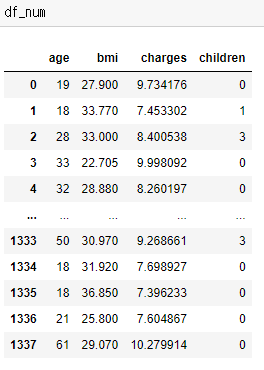 df_num
age bmi charges children
0 19 27.900 9.734176 0
1 18 33.770 7.453302 1
2 28 33.000 8.400538 3
3 33 22.705 9.998092 0
4 32 28.880 8.260197 0
... ... ... ... ...
1333 50 30.970 9.268661 3
1334 18 31.920 7.698927 0
1335 18 36.850 7.396233 0
1336 21 25.800 7.604867 0
1337 61 29.070 10.279914 0